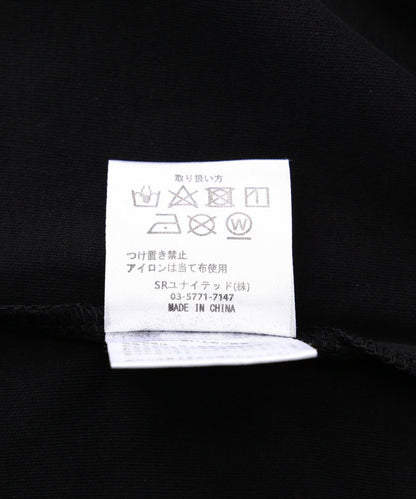 取り扱い方
W
つけ置き禁止
アイロンは当て布使用
SRユナイテッド(株)
03-5771-7147
MADE IN CHINA